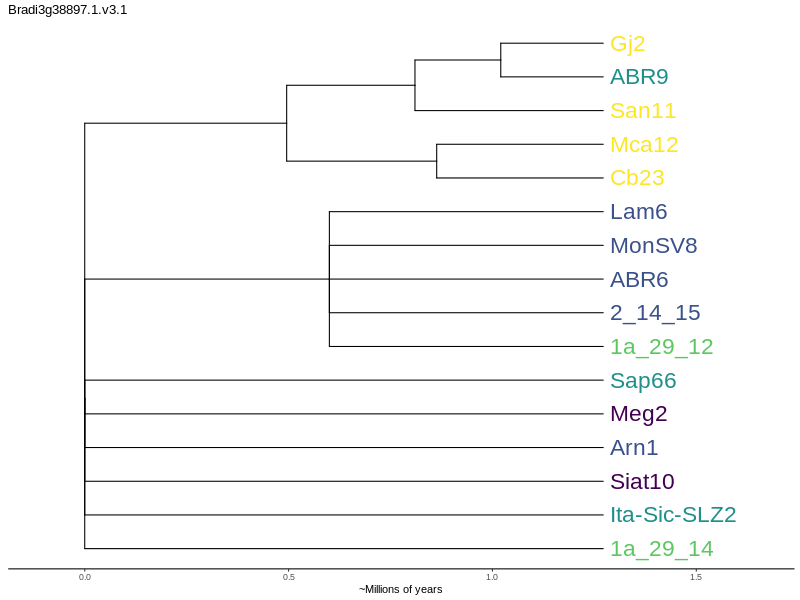 Bradi3g38897.1.v3.1
Gj2
ABR9
San11
Mca12
Cb23
Lam6
MonSV8
ABR6
2_14_15
1a_29_12
Sap66
Meg2
Arn1
Siat10
Ita-Sic-SLZ2
1a_29_14
0.0 0.5 1.0 1.5
~Millions of years